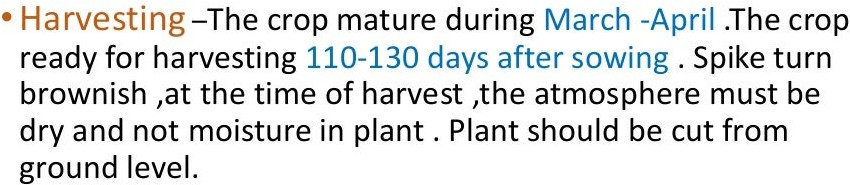 • Harvesting –The crop mature during March -April .The crop
ready for harvesting 110-130 days after sowing . Spike turn
brownish ,at the time of harvest ,the atmosphere must be
dry and not moisture in plant . Plant should be cut from
ground level.